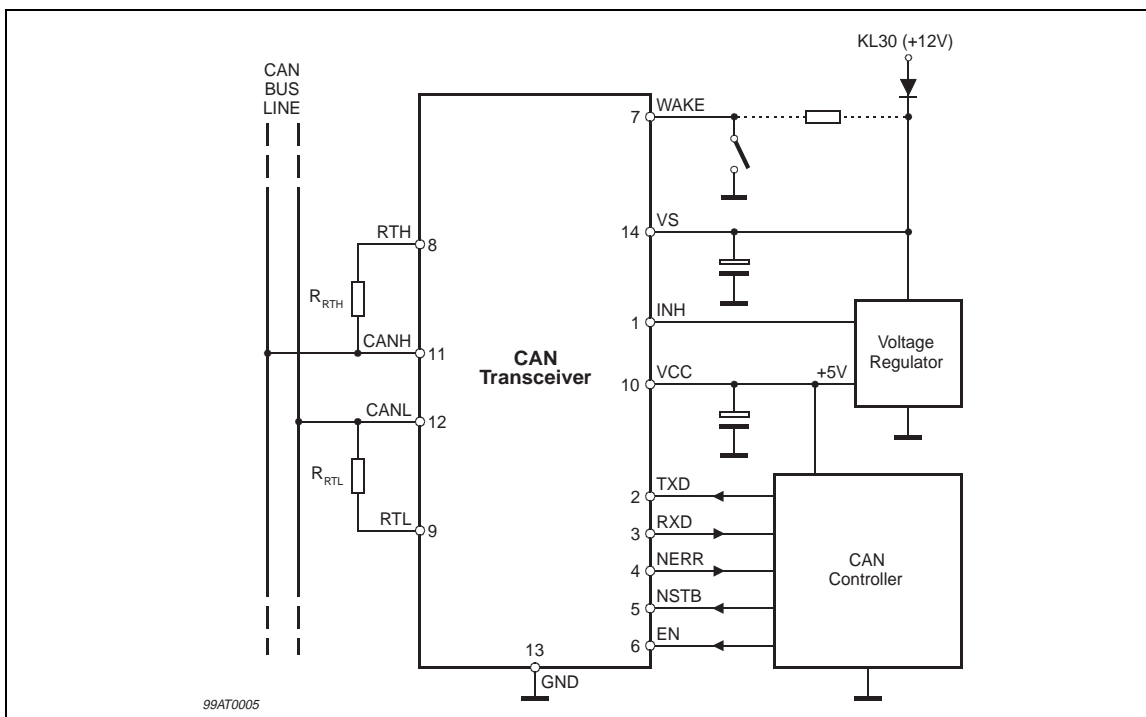 KL30 (+12V)
CAN
BUS
LINE
7 WAKE
14 VS
RTH
8
R_RTH
1 INH
CANH
11
CAN
Transceiver
Voltage
Regulator
10 VCC
+5V
CANL
12
R_RTL
RTL
9
2 TXD
3 RXD
4 NERR
5 NSTB
6 EN
CAN
Controller
13
GND
99AT0005